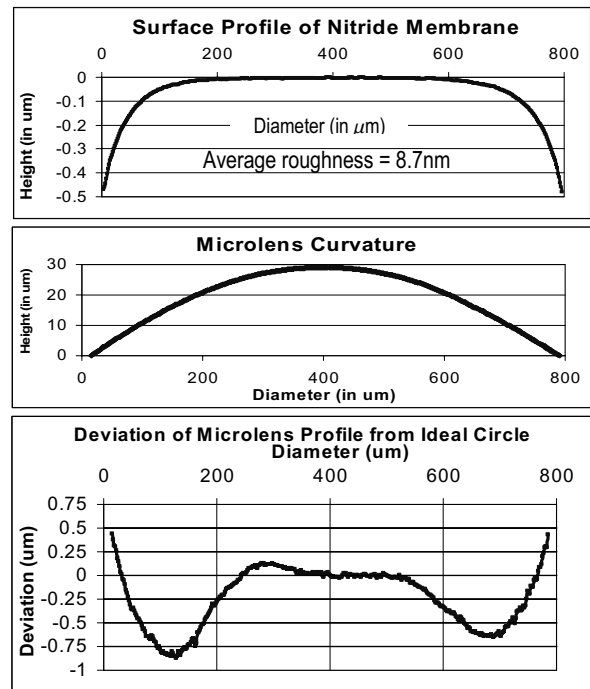 Surface Profile of Nitride Membrane
0 200 400 600 800
0
-0.1
-0.2
-0.3
-0.4
-0.5
Height (in um)
Diameter (in μm)
Average roughness = 8.7nm
Microlens Curvature
30
20
10
0
Height (in um)
0 200 400 600 800
Diameter (in um)
Deviation of Microlens Profile from Ideal Circle
Diameter (um)
0 200 400 600 800
0.75
0.5
0.25
0
-0.25
-0.5
-0.75
-1
Deviation (um)